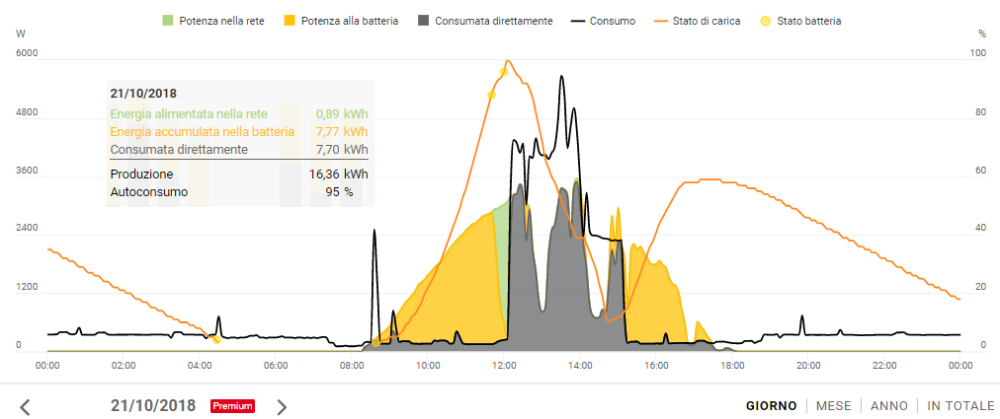 Potenza nella rete Potenza alla batteria Consumata direttamente Consumo Stato di carica Stato batteria
W %
6000 100
4800 80
3600 60
2400 40
1200 20
0 0
21/10/2018
Energia alimentata nella rete 0,89 kWh
Energia accumulata nella batteria 7,77 kWh
Consumata direttamente 7,70 kWh
Produzione 16,36 kWh
Autoconsumo 95 %
00:00 02:00 04:00 06:00 08:00 10:00 12:00 14:00 16:00 18:00 20:00 22:00 00:00
21/10/2018 Premium GIORNO MESE ANNO IN TOTALE